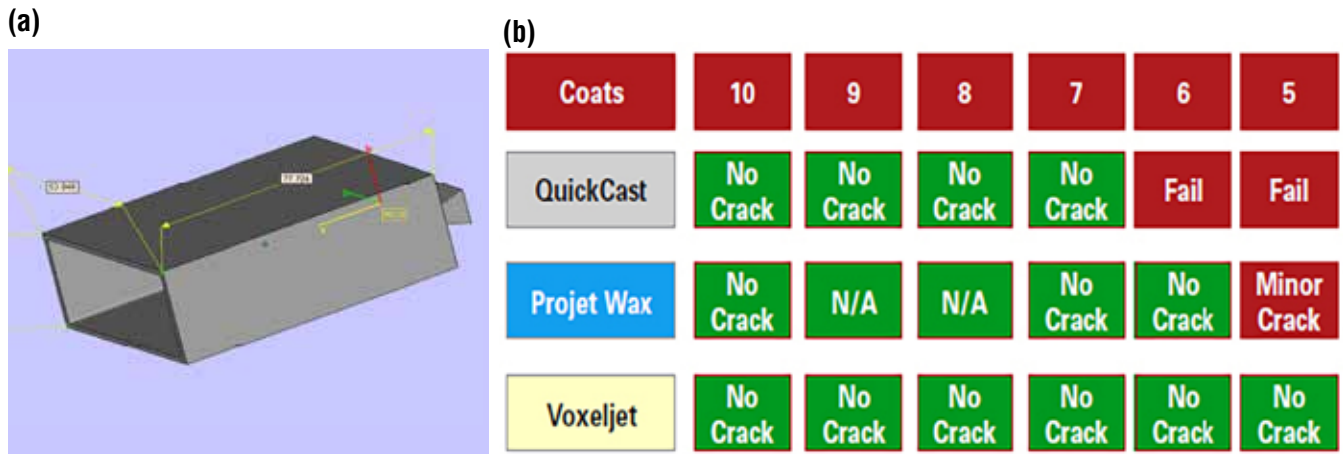 (a)
(b)
Coats 10 9 8 7 6 5
QuickCast No Crack No Crack No Crack No Crack Fail Fail
Projet Wax No Crack N/A N/A No Crack No Crack Minor Crack
Voxeljet No Crack No Crack No Crack No Crack No Crack No Crack